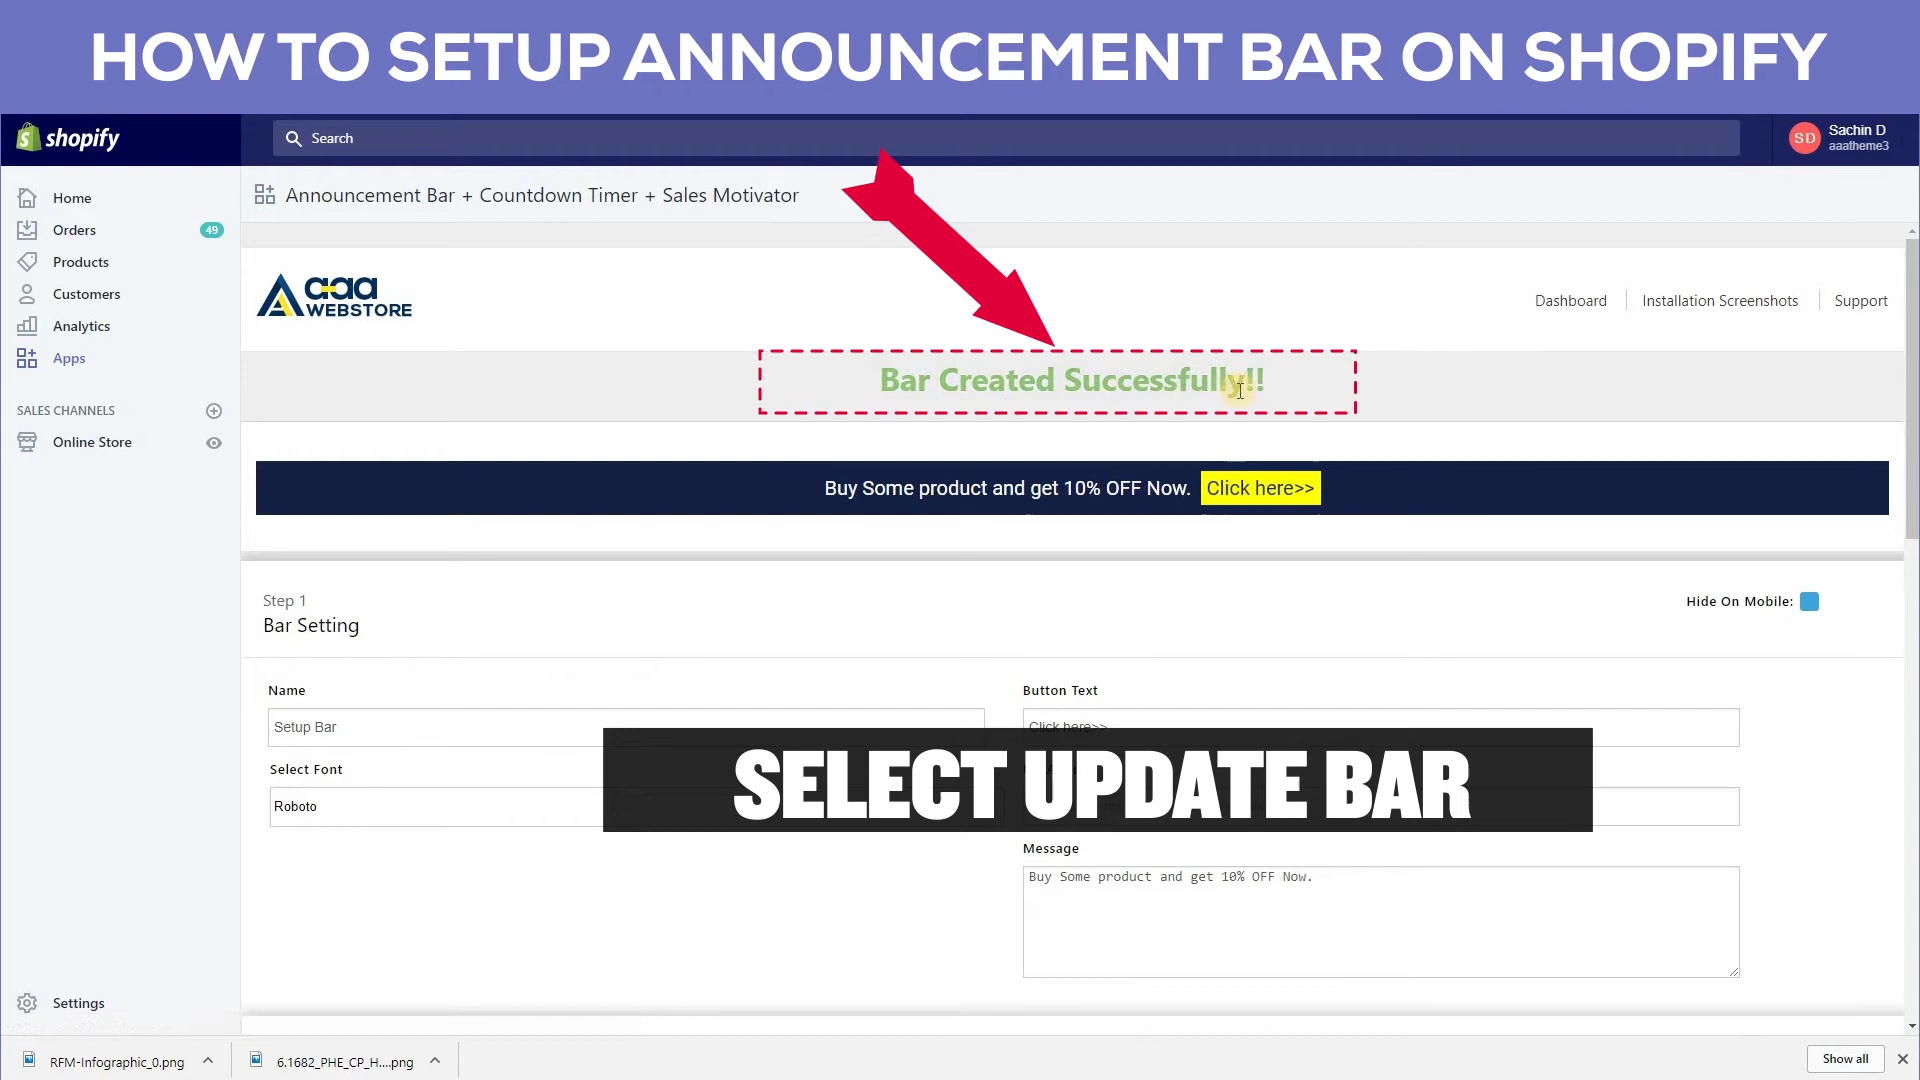 HOW TO SETUP ANNOUNCEMENT BAR ON SHOPIFY
shopify
Search
SD
Sachin D
aaatheme3
Home
Orders 49
Products
Customers
Analytics
Apps
SALES CHANNELS
Online Store
Settings
Announcement Bar + Countdown Timer + Sales Motivator
aaa
WEBSTORE
Dashboard
Installation Screenshots
Support
Bar Created Successfully!!
Buy Some product and get 10% OFF Now. Click here>>
Step 1
Bar Setting
Hide On Mobile:
Name
Setup Bar
Button Text
Click here>>
Select Font
Roboto
SELECT UPDATE BAR
Message
Buy Some product and get 10% OFF Now.
RFM-Infographic_0.png
6.1682_PHE_CP_H....png
Show all